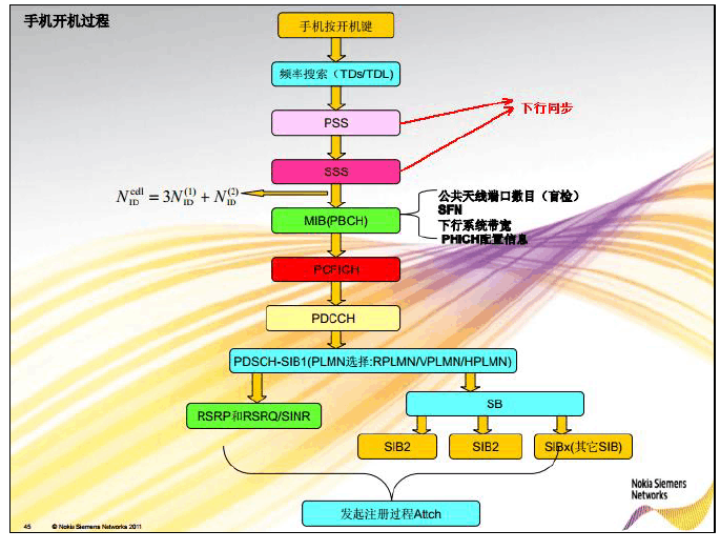 手机开机过程
手机按开机键
频率搜索（TDs/TDL)
PSS
下行同步
SSS
N_ID^cell = 3N_ID^(1) + N_ID^(2)
MIB(PBCH)
公共天线端口数目（盲检）
SFN
下行系统带宽
PHICH配置信息
PCFICH
PDCCH
PDSCH-SIB1(PLMN选择:RPLMN/VPLMN/HPLMN)
RSRP和RSRQ/SINR
SB
SIB2
SIB2
SIBx(其它SIB)
发起注册过程Attch
Nokia Siemens
Networks
45 © Nokia Siemens Networks 2011